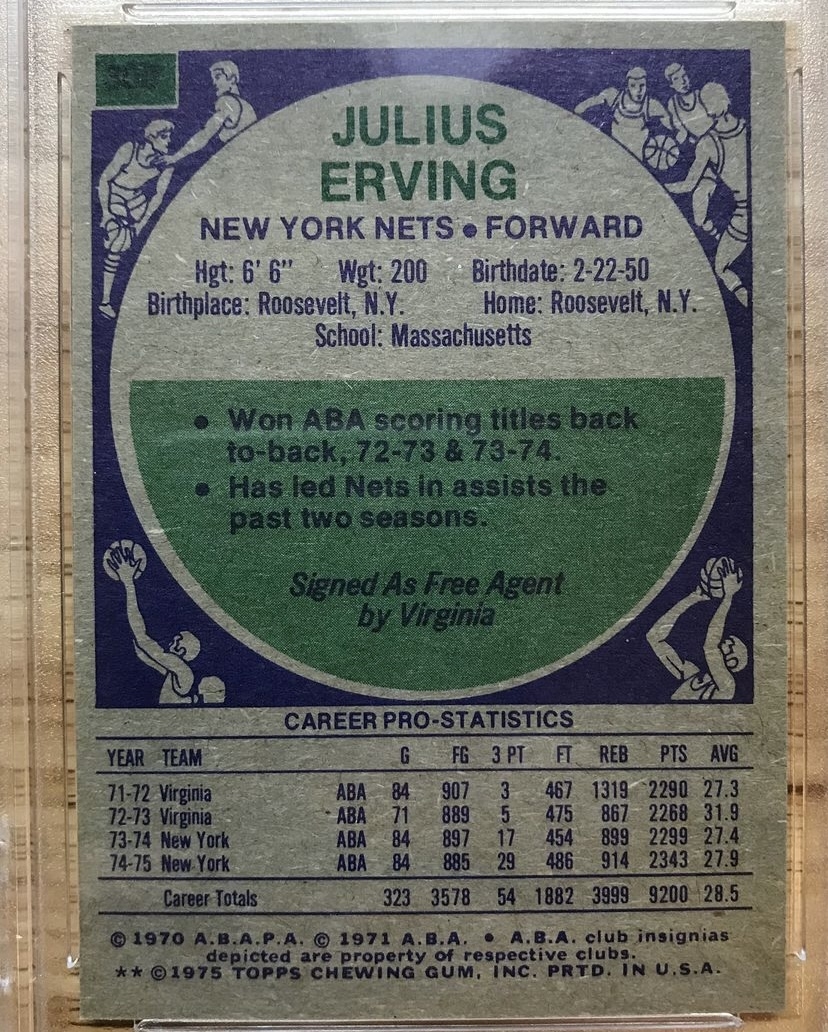 JULIUS
ERVING
NEW YORK NETS • FORWARD
Hgt: 6' 6" Wgt: 200 Birthdate: 2-22-50
Birthplace: Roosevelt, N.Y. Home: Roosevelt, N.Y.
School: Massachusetts
• Won ABA scoring titles back
to-back, 72-73 & 73-74.
• Has led Nets in assists the
past two seasons.
Signed As Free Agent
by Virginia
CAREER PRO-STATISTICS
YEAR TEAM G FG 3 PT FT REB PTS AVG
71-72 Virginia ABA 84 907 3 467 1319 2290 27.3
72-73 Virginia ABA 71 889 5 475 867 2268 31.9
73-74 New York ABA 84 897 17 454 899 2299 27.4
74-75 New York ABA 84 885 29 486 914 2343 27.9
Career Totals 323 3578 54 1882 3999 9200 28.5
© 1970 A.B.A.P.A. © 1971 A.B.A. • A.B.A. club insignias
depicted are property of respective clubs.
** © 1975 TOPPS CHEWING GUM, INC. PRTD. IN U.S.A.